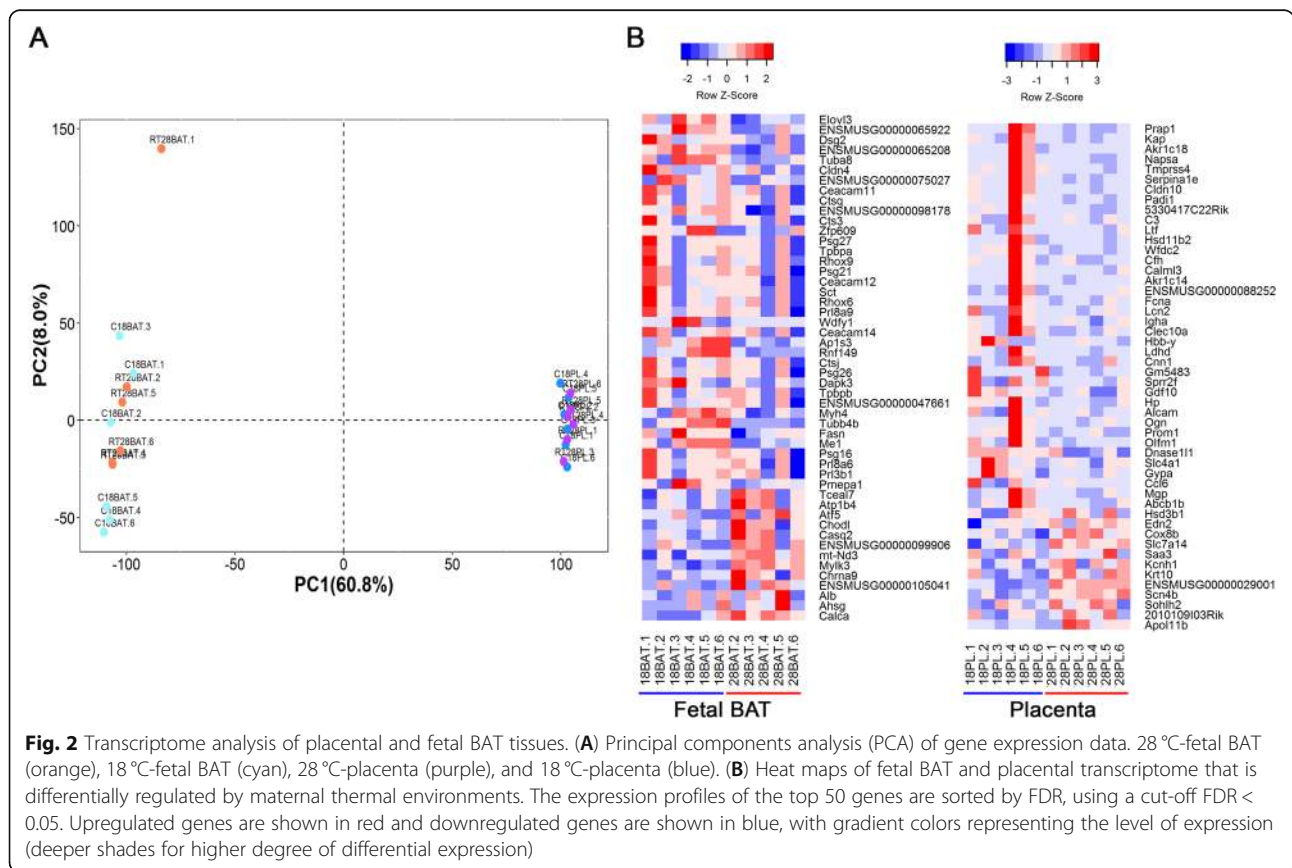 A
B
150
100
50
0
-50
-100
-50
0
50
100
PC2(8.0%)
PC1(60.8%)
RT28BAT.1
C18BAT.3
C18BAT.1
RT28BAT.2
RT28BAT.5
C18BAT.2
RT28BAT.6
C18BAT.5
C18BAT.4
C18BAT.6
C18PL.4
RT28PL.6
RT28PL.3
C18PL.6
-2 -1 0 1 2
Row Z-Score
-3 -1 1 3
Row Z-Score
Elovl3
ENSMUSG00000065922
Dsg2
ENSMUSG00000065208
Tuba8
Cldn4
ENSMUSG00000075027
Ceacam11
Ctsq
ENSMUSG00000098178
Cts3
Zfp609
Psg27
Tpbpa
Rhox9
Psg21
Ceacam12
Sct
Rhox6
Prl8a9
Wdfy1
Ceacam14
Ap1s3
Rnf149
Ctsj
Psg26
Dapk3
Tpbpb
ENSMUSG00000047661
Myh4
Tubb4b
Fasn
Me1
Psg16
Prl8a6
Prl3b1
Pmepa1
Tceal7
Atp1b4
Atf5
Chodl
Casq2
ENSMUSG00000099906
mt-Nd3
Mylk3
Chrna9
ENSMUSG00000105041
Alb
Ahsg
Calca
18BAT.1
18BAT.2
18BAT.3
18BAT.4
18BAT.5
18BAT.6
28BAT.2
28BAT.3
28BAT.4
28BAT.5
28BAT.6
Fetal BAT
Prap1
Kap
Akr1c18
Napsa
Tmprss4
Serpina1e
Cldn10
Padi1
5330417C22Rik
C3
Ltf
Hsd11b2
Wfdc2
Cfh
Calml3
Akr1c14
ENSMUSG00000088252
Fcna
Lcn2
Igha
Clec10a
Hbb-y
Ldhd
Cnn1
Gm5483
Sprr2f
Gdf10
Hp
Alcam
Ogn
Prom1
Olfm1
Dnase1l1
Slc4a1
Gypa
Ccl6
Mgp
Abcb1b
Hsd3b1
Edn2
Cox8b
Slc7a14
Saa3
Kcnh1
Krt10
ENSMUSG00000029001
Scn4b
Sohlh2
2010109I03Rik
Apol11b
18PL.1
18PL.2
18PL.3
18PL.4
18PL.5
18PL.6
28PL.1
28PL.2
28PL.3
28PL.4
28PL.5
28PL.6
Placenta
Fig. 2 Transcriptome analysis of placental and fetal BAT tissues. (A) Principal components analysis (PCA) of gene expression data. 28 °C-fetal BAT
(orange), 18 °C-fetal BAT (cyan), 28 °C-placenta (purple), and 18 °C-placenta (blue). (B) Heat maps of fetal BAT and placental transcriptome that is
differentially regulated by maternal thermal environments. The expression profiles of the top 50 genes are sorted by FDR, using a cut-off FDR <
0.05. Upregulated genes are shown in red and downregulated genes are shown in blue, with gradient colors representing the level of expression
(deeper shades for higher degree of differential expression)